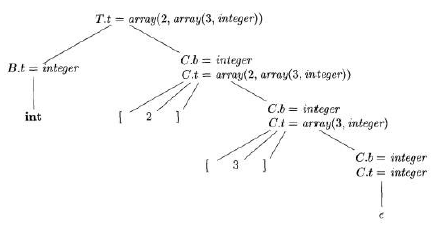 T.t = array(2, array(3, integer))
B.t = integer
C.b = integer
C.t = array(2, array(3, integer))
int
[ 2 ]
C.b = integer
C.t = array(3, integer)
[ 3 ]
C.b = integer
C.t = integer
ϵ